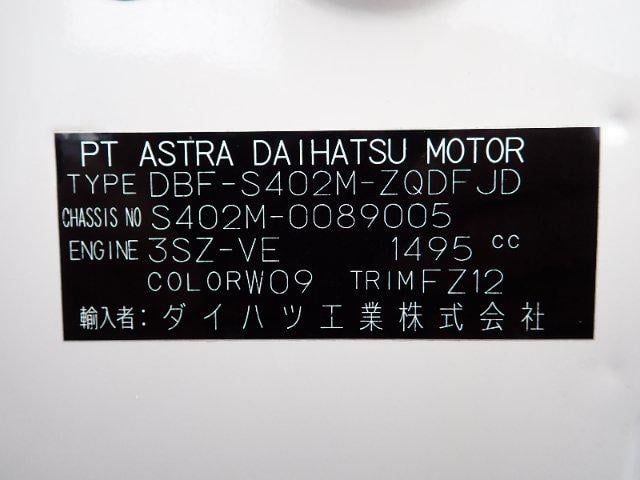 PT ASTRA DAIHATSU MOTOR
TYPE DBF-S402M-ZQDFJD
CHASSIS NO S402M-0089005
ENGINE 3SZ-VE 1495 cc
COLOR W09 TRIM FZ12
輸入者: ダイハツ工業株式会社